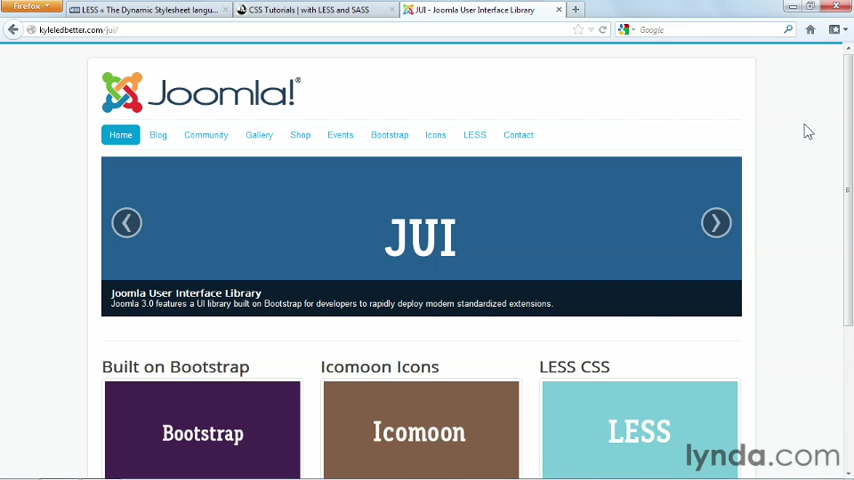 Firefox
LESS « The Dynamic Stylesheet langu...
CSS Tutorials | with LESS and SASS
JUI - Joomla User Interface Library
kyleledbetter.com/jui/
Google
Joomla!®
Home Blog Community Gallery Shop Events Bootstrap Icons LESS Contact
JUI
Joomla User Interface Library
Joomla 3.0 features a UI library built on Bootstrap for developers to rapidly deploy modern standardized extensions.
Built on Bootstrap
Icomoon Icons
LESS CSS
Bootstrap
Icomoon
LESS
lynda.com